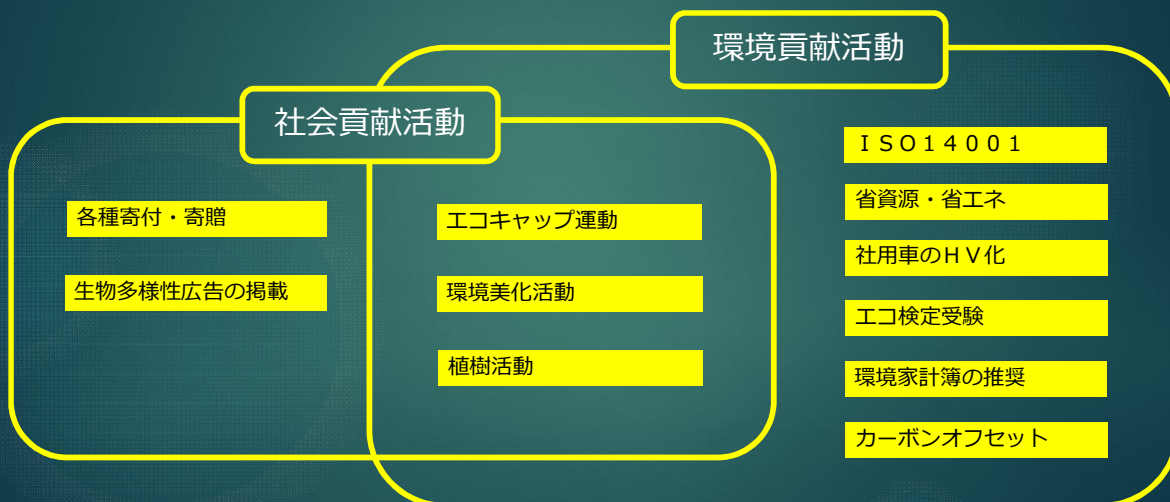 環境貢献活動
社会貢献活動
各種寄付・寄贈
生物多様性広告の掲載
エコキャップ運動
環境美化活動
植樹活動
ＩＳＯ１４００１
省資源・省エネ
社用車のＨＶ化
エコ検定受験
環境家計簿の推奨
カーボンオフセット